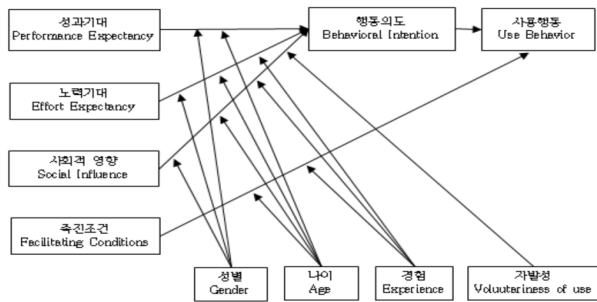 성과기대
Performance Expectancy
행동의도
Behavioral Intention
사용행동
Use Behavior
노력기대
Effort Expectancy
사회적 영향
Social Influence
촉진조건
Facilitating Conditions
성별
Gender
나이
Age
경험
Experience
자발성
Voluutariness of use